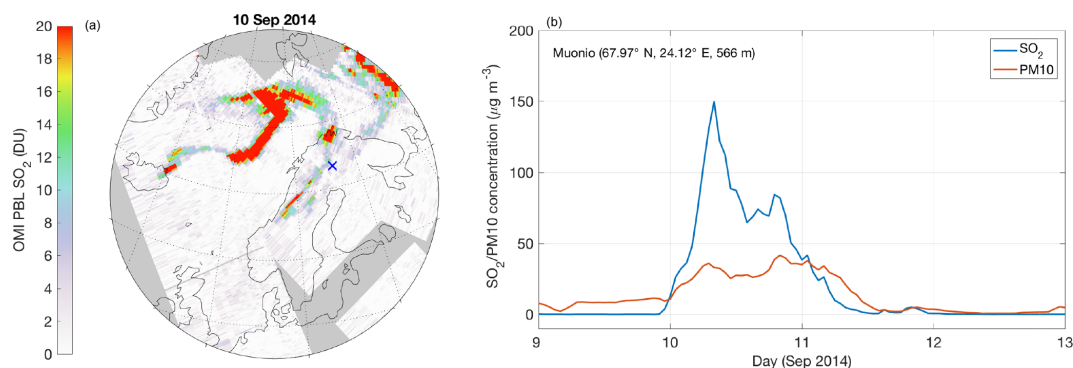 (a)
10 Sep 2014
OMI PBL SO2 (DU)
20
18
16
14
12
10
8
6
4
2
0
(b)
Muonio (67.97° N, 24.12° E, 566 m)
SO2
PM10
SO2/PM10 concentration (μg m-3)
200
150
100
50
0
9
10
11
12
13
Day (Sep 2014)